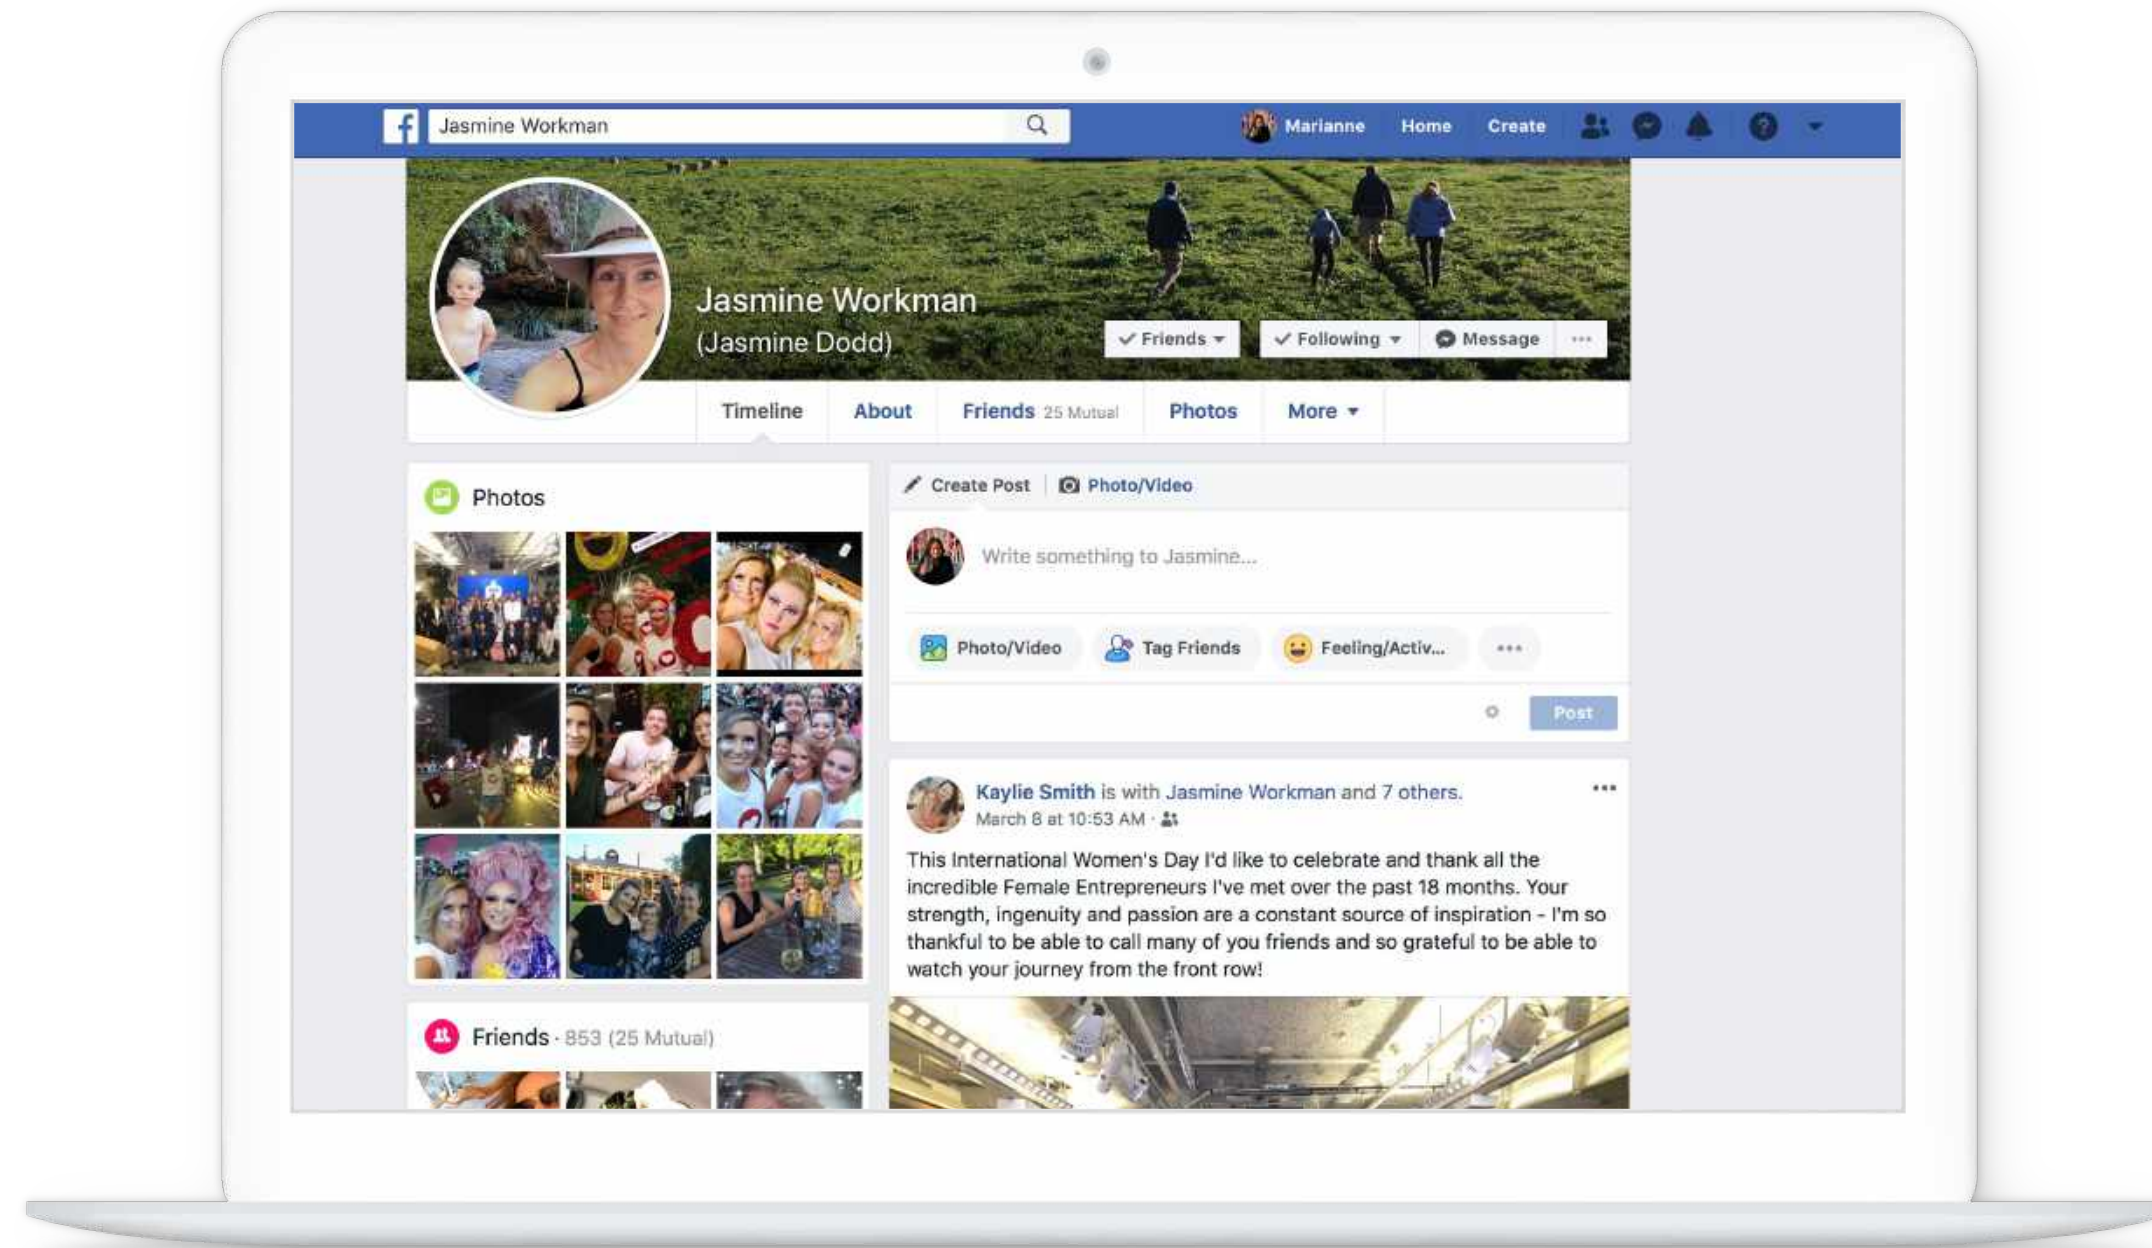 f
Jasmine Workman
Marianne Home Create
?
Jasmine Workman
(Jasmine Dodd)
Friends
Following
Message
Timeline About Friends 25 Mutual Photos More
Photos
Create Post Photo/Video
Write something to Jasmine...
Photo/Video Tag Friends Feeling/Activ...
Post
Kaylie Smith is with Jasmine Workman and 7 others.
March 8 at 10:53 AM ·
This International Women's Day I'd like to celebrate and thank all the
incredible Female Entrepreneurs I've met over the past 18 months. Your
strength, ingenuity and passion are a constant source of inspiration - I'm so
thankful to be able to call many of you friends and so grateful to be able to
watch your journey from the front row!
Friends · 853 (25 Mutual)